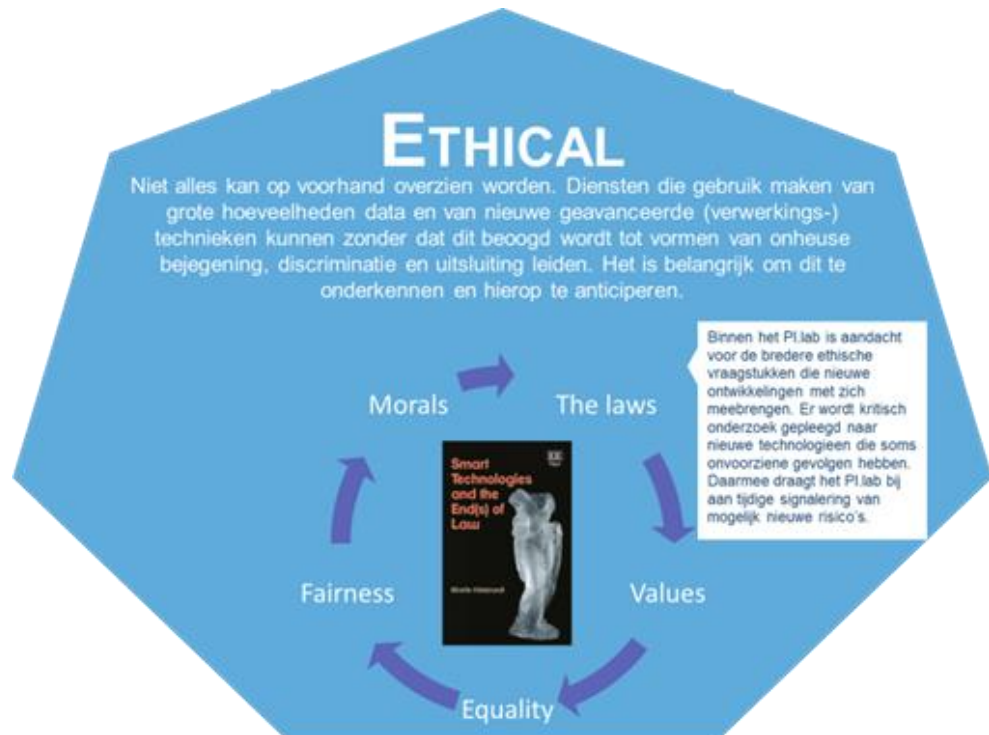 ETHICAL
Niet alles kan op voorhand overzien worden. Diensten die gebruik maken van
grote hoeveelheden data en van nieuwe geavanceerde (verwerkings-)
technieken kunnen zonder dat dit beoogd wordt tot vormen van onheuse
bejegening, discriminatie en uitsluiting leiden. Het is belangrijk om dit te
onderkennen en hierop te anticiperen.
Binnen het PI.lab is aandacht
voor de bredere ethische
vraagstukken die nieuwe
ontwikkelingen met zich
meebrengen. Er wordt kritisch
onderzoek gepleegd naar
nieuwe technologieen die soms
onvoorziene gevolgen hebben.
Daarmee draagt het PI.lab bij
aan tijdige signalering van
mogelijk nieuwe risico's.
Morals
The laws
Values
Equality
Fairness
Smart
Technologies
and the
End(s) of
Law
Mireille Hildebrandt